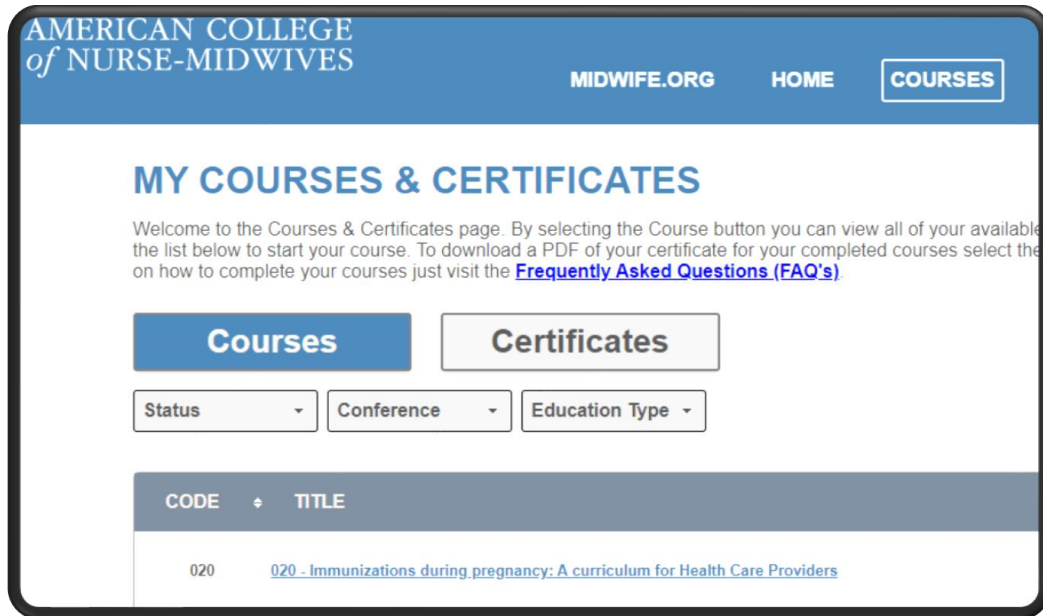 AMERICAN COLLEGE
of NURSE-MIDWIVES
MIDWIFE.ORG HOME COURSES
MY COURSES & CERTIFICATES
Welcome to the Courses & Certificates page. By selecting the Course button you can view all of your available
the list below to start your course. To download a PDF of your certificate for your completed courses select the
on how to complete your courses just visit the Frequently Asked Questions (FAQ's).
Courses Certificates
Status Conference Education Type
CODE TITLE
020 020 - Immunizations during pregnancy: A curriculum for Health Care Providers